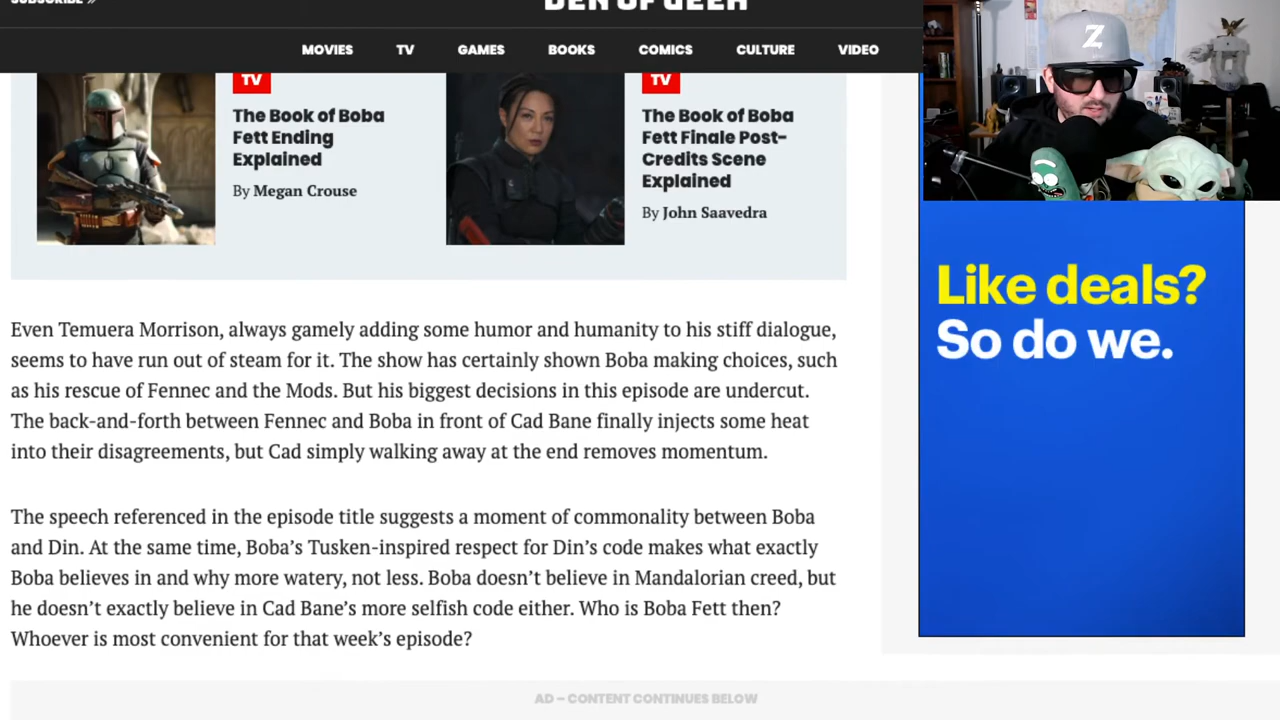 SUBSCRIBE »
DEN OF GEEK
MOVIES TV GAMES BOOKS COMICS CULTURE VIDEO
Z
TV
The Book of Boba
Fett Ending
Explained
By Megan Crouse
TV
The Book of Boba
Fett Finale Post-
Credits Scene
Explained
By John Saavedra
Like deals?
So do we.
Even Temuera Morrison, always gamely adding some humor and humanity to his stiff dialogue,
seems to have run out of steam for it. The show has certainly shown Boba making choices, such
as his rescue of Fennec and the Mods. But his biggest decisions in this episode are undercut.
The back-and-forth between Fennec and Boba in front of Cad Bane finally injects some heat
into their disagreements, but Cad simply walking away at the end removes momentum.
The speech referenced in the episode title suggests a moment of commonality between Boba
and Din. At the same time, Boba’s Tusken-inspired respect for Din’s code makes what exactly
Boba believes in and why more watery, not less. Boba doesn’t believe in Mandalorian creed, but
he doesn’t exactly believe in Cad Bane’s more selfish code either. Who is Boba Fett then?
Whoever is most convenient for that week’s episode?
AD – CONTENT CONTINUES BELOW